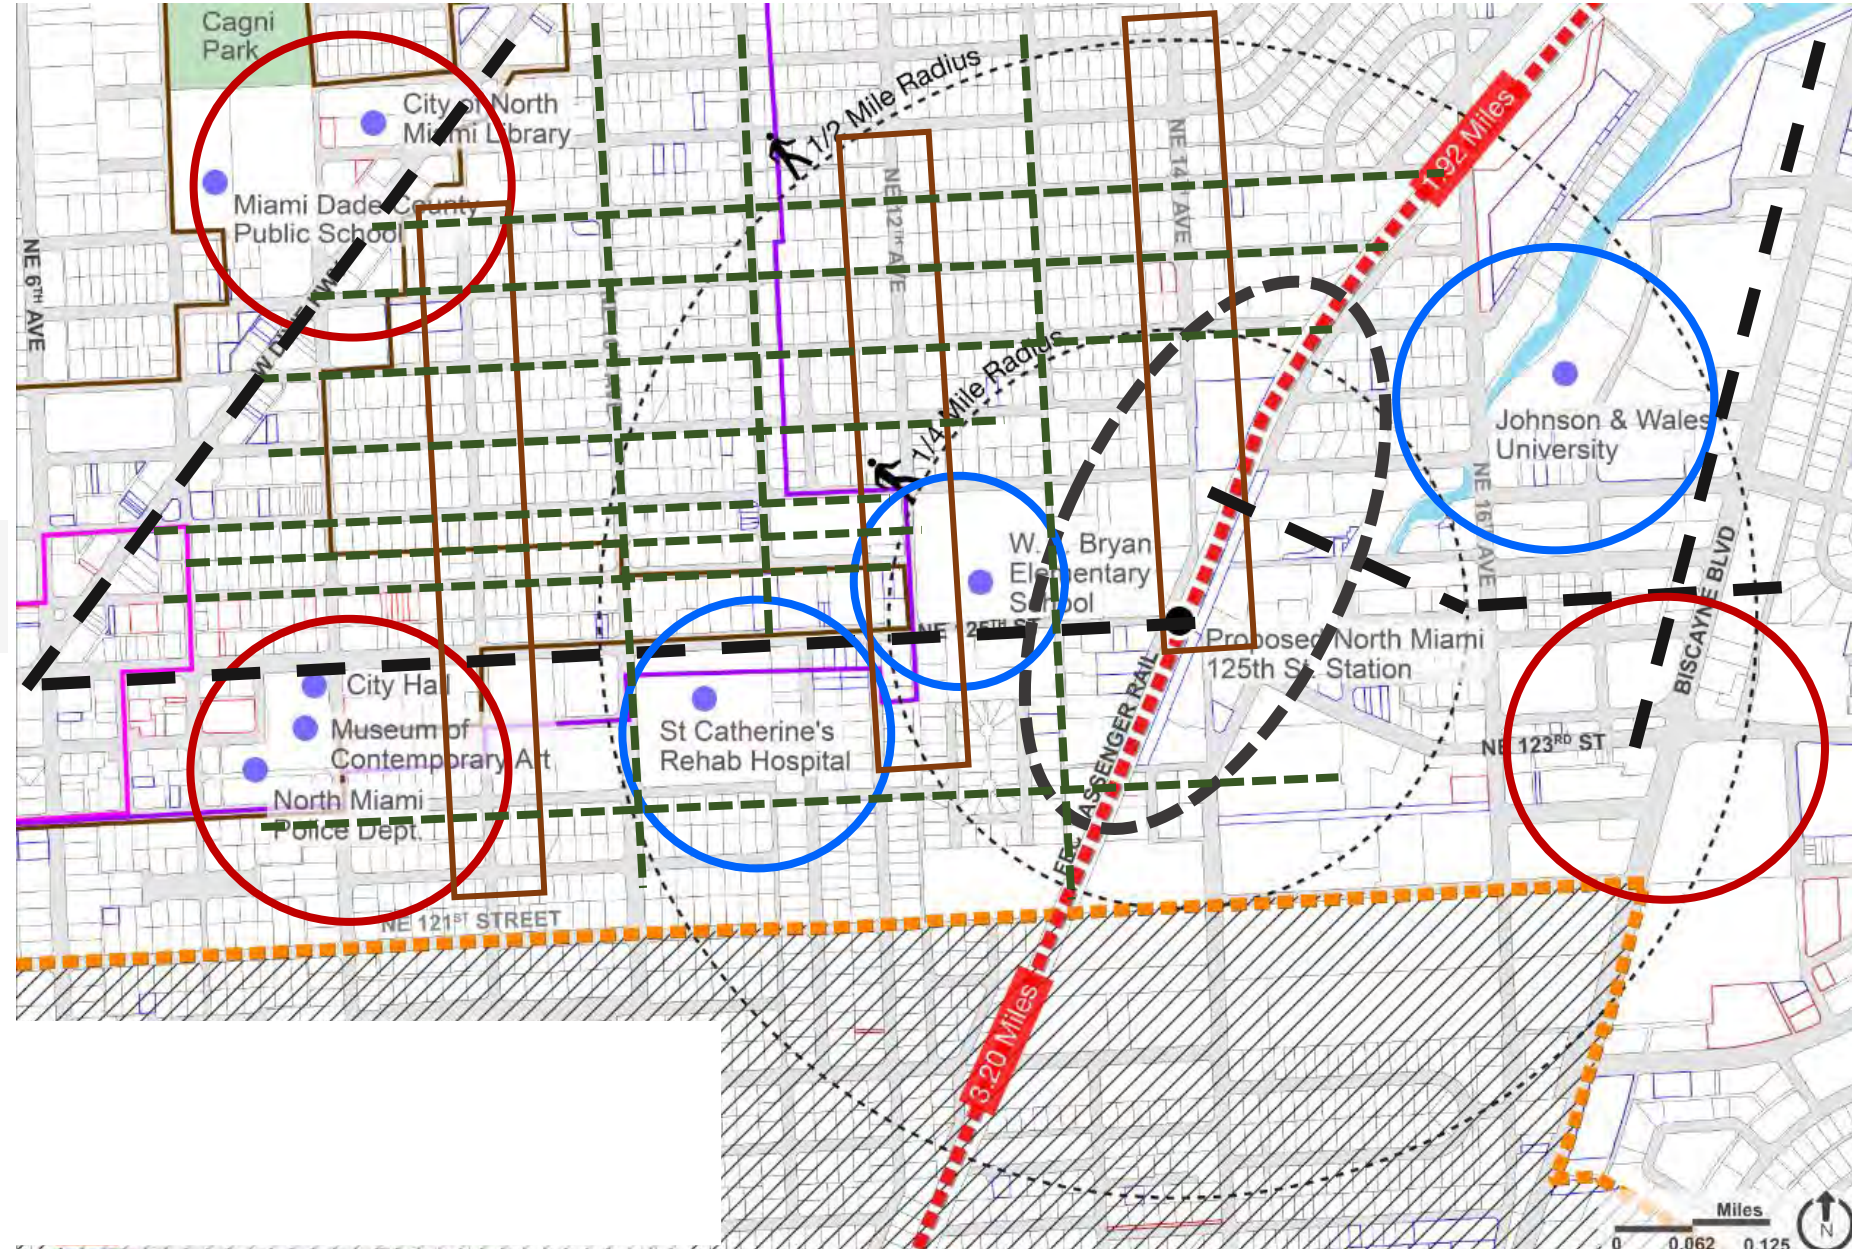 Cagni
Park
City of North
Miami Library
Miami Dade County
Public School
NE 6TH AVE
1/2 Mile Radius
NE 12TH AVE
NE 14TH AVE
1.92 Miles
1/4 Mile Radius
Johnson & Wales
University
NE 16TH AVE
BISCAYNE BLVD
Bryan
Elementary
School
NE 125TH ST
Proposed North Miami
125th St. Station
City Hall
Museum of
Contemporary Art
North Miami
Police Dept.
St Catherine's
Rehab Hospital
PASSENGER RAIL
NE 123RD ST
NE 121ST STREET
3.20 Miles
Miles
0 0.062 0.125
N